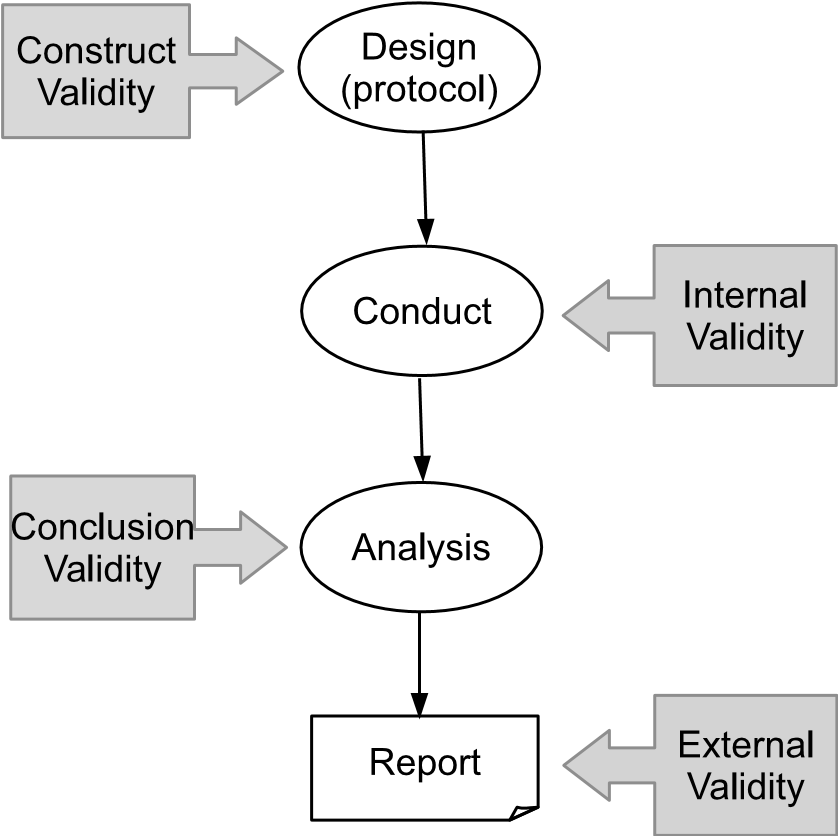 Construct
Validity
Design
(protocol)
Conduct
Internal
Validity
Conclusion
Validity
Analysis
Report
External
Validity